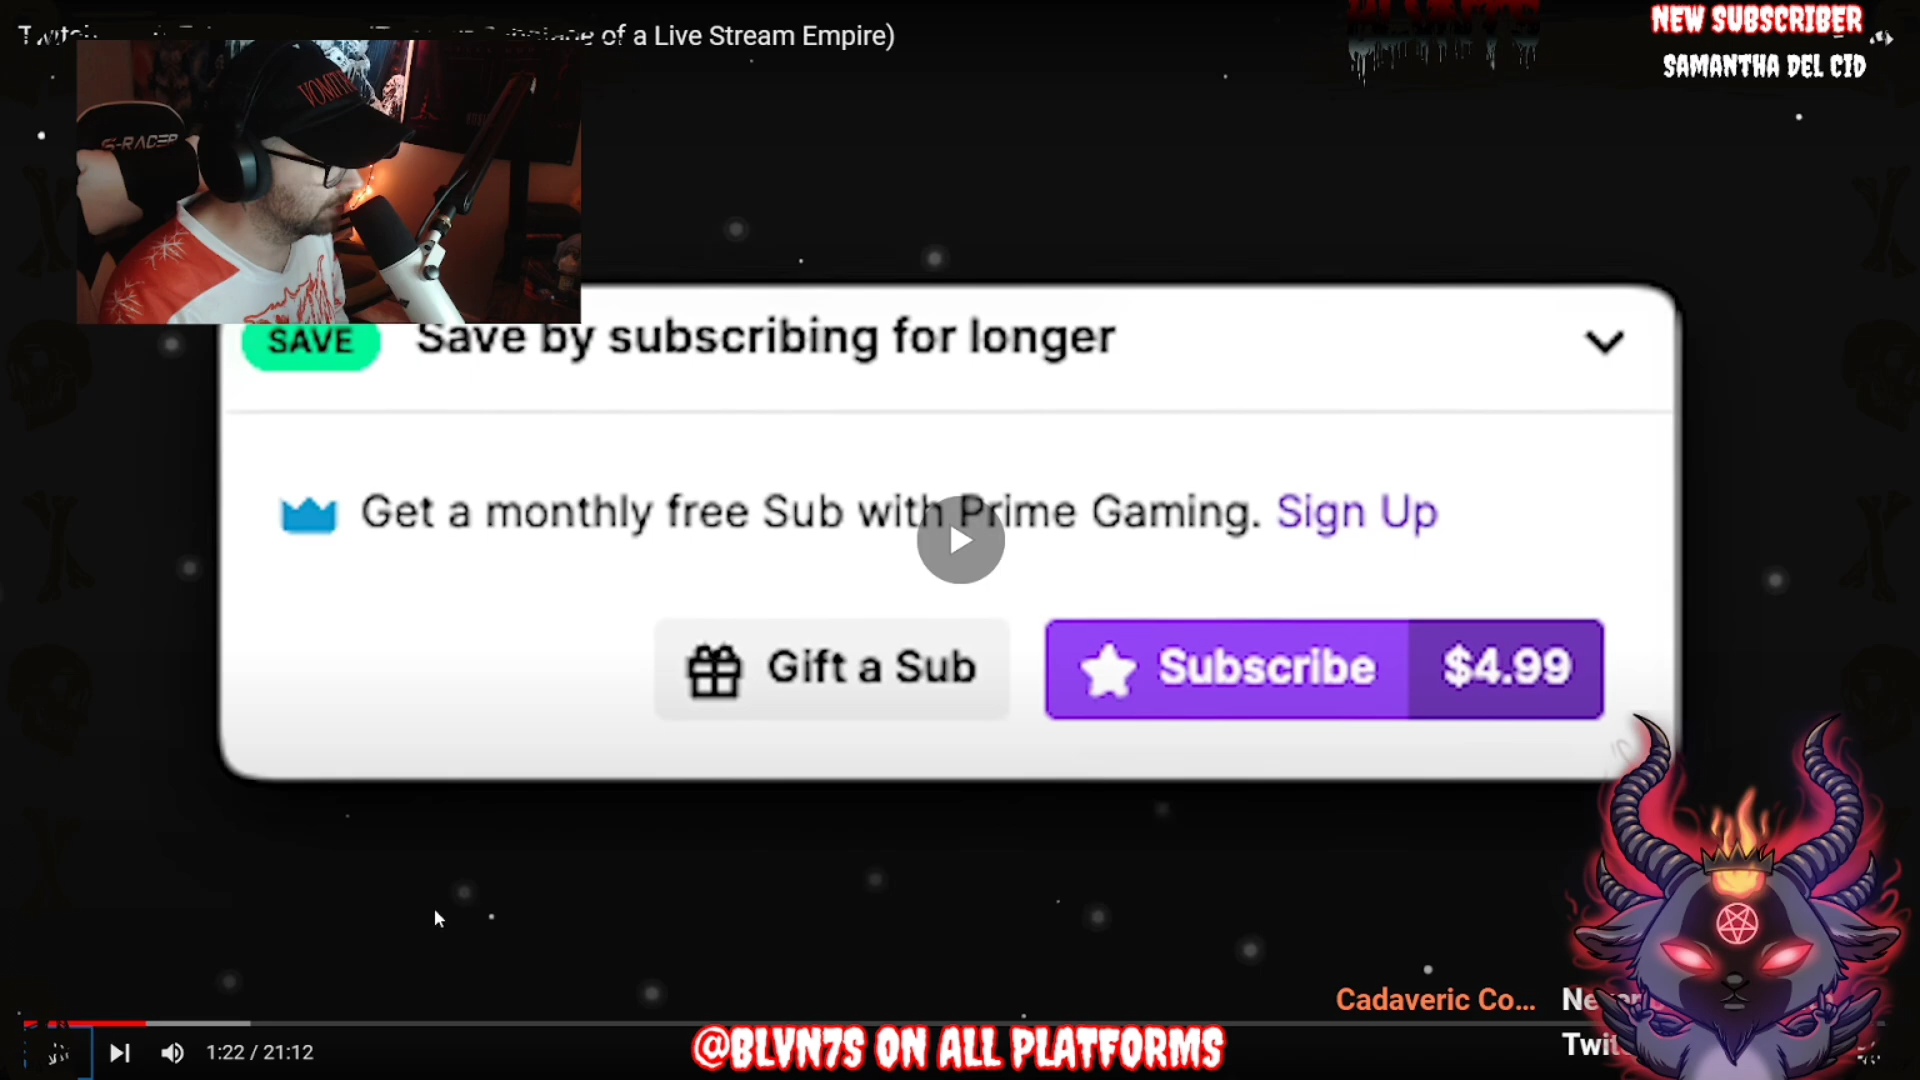 of a Live Stream Empire)
NEW SUBSCRIBER
SAMANTHA DEL CID
VOMIT
S-RACER
SAVE Save by subscribing for longer
Get a monthly free Sub with Prime Gaming. Sign Up
Gift a Sub
Subscribe $4.99
Cadaveric Co...
@BLVN7S ON ALL PLATFORMS
1:22 / 21:12